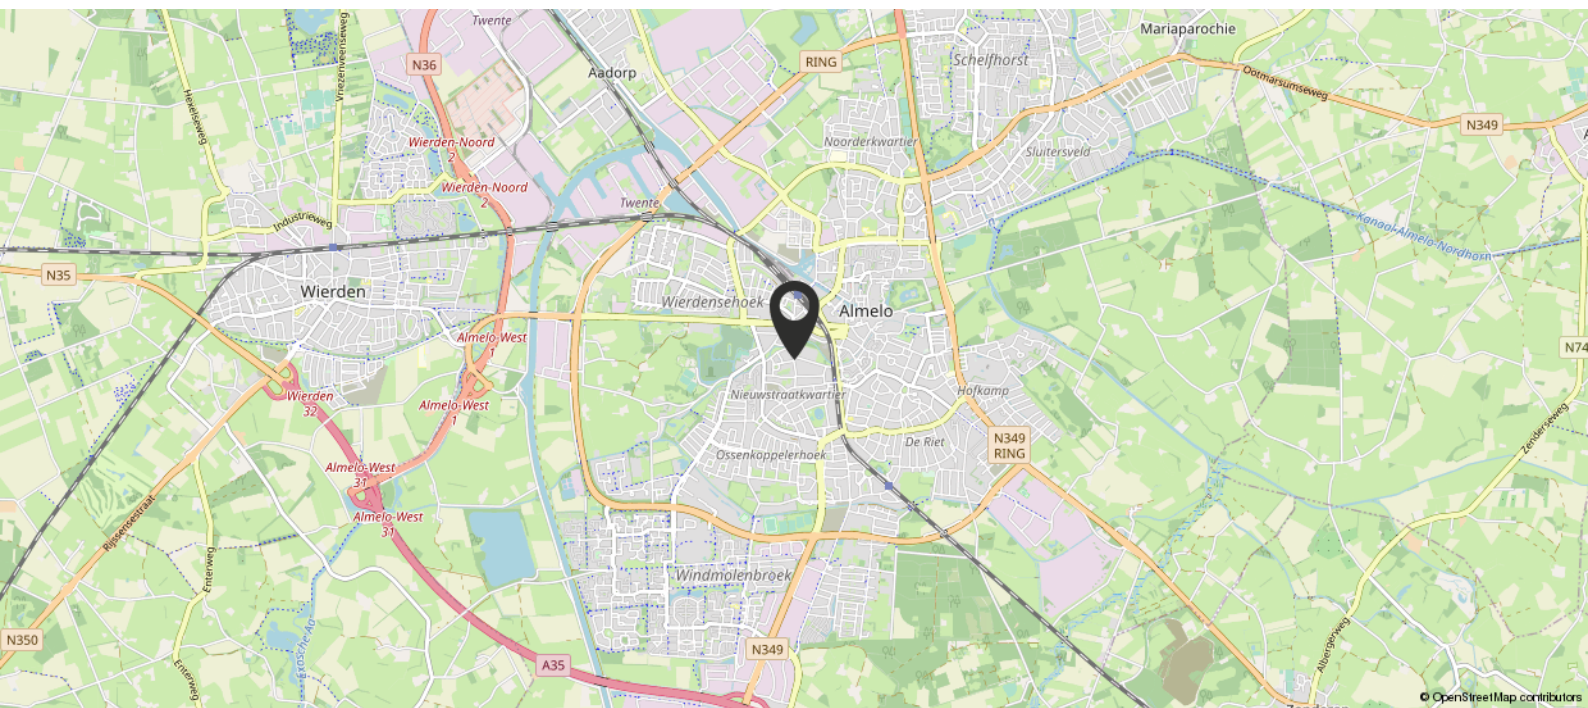 Twente
Mariaparochie
N36
Aadorp
RING
Schelfhorst
Vriezenveenseweg
Hexelseweg
Ootmarsumseweg
N349
Wierden-Noord
2
Noorderkwartier
Sluitersveld
Wierden-Noord
2
Twente
Industrieweg
Kanaal-Almelo-Nordhorn
N35
Wierden
Wierdensehoek
Almelo
Almelo-West
1
N74
Wierden
32
Almelo-West
1
Nieuwstraatkwartier
Hofkamp
Zenderseweg
De Riet
N349
RING
Ossenkoppelerhoek
Almelo-West
31
Rijssensestraat
Almelo-West
31
Enterweg
Windmolenbroek
N350
Exosche-Aa
N349
Albergerweg
A35
Enterweg
© OpenStreetMap contributors